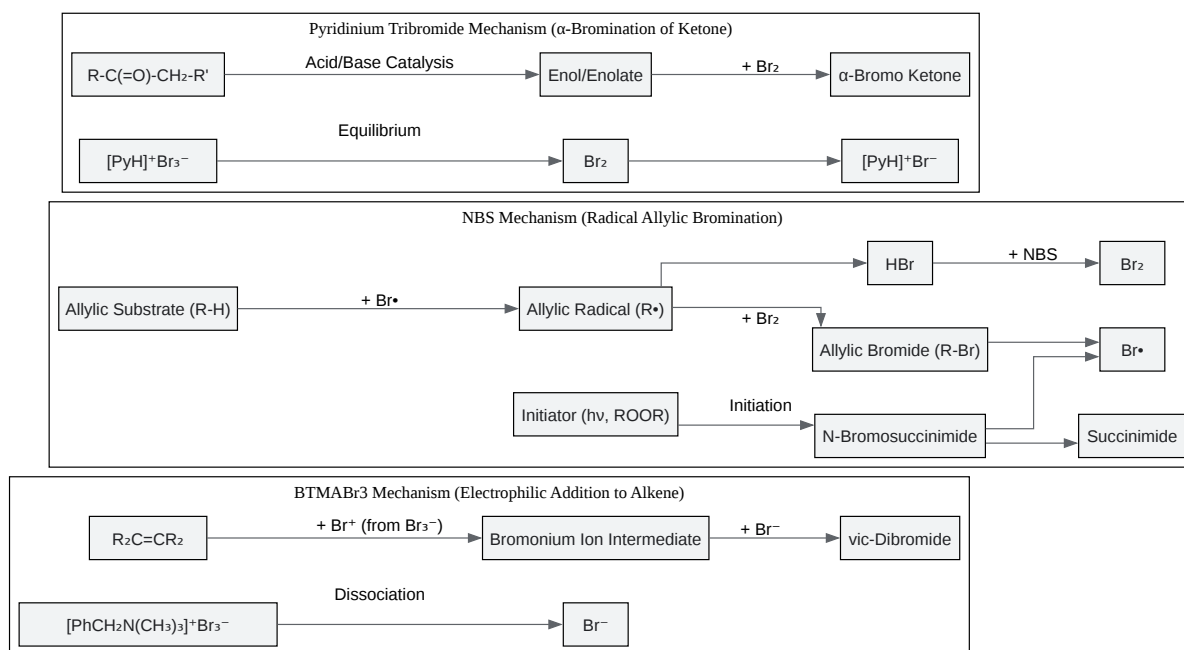 Pyridinium Tribromide Mechanism (α-Bromination of Ketone)
R-C(=O)-CH₂-R'
Acid/Base Catalysis
Enol/Enolate
+ Br₂
α-Bromo Ketone
[PyH]⁺Br₃⁻
Equilibrium
Br₂
[PyH]⁺Br⁻
NBS Mechanism (Radical Allylic Bromination)
HBr
+ NBS
Br₂
Allylic Substrate (R-H)
+ Br•
Allylic Radical (R•)
+ Br₂
Allylic Bromide (R-Br)
Br•
Initiator (hν, ROOR)
Initiation
N-Bromosuccinimide
Succinimide
BTMABr3 Mechanism (Electrophilic Addition to Alkene)
R₂C=CR₂
+ Br⁺ (from Br₃⁻)
Bromonium Ion Intermediate
+ Br⁻
vic-Dibromide
[PhCH₂N(CH₃)₃]⁺Br₃⁻
Dissociation
Br⁻